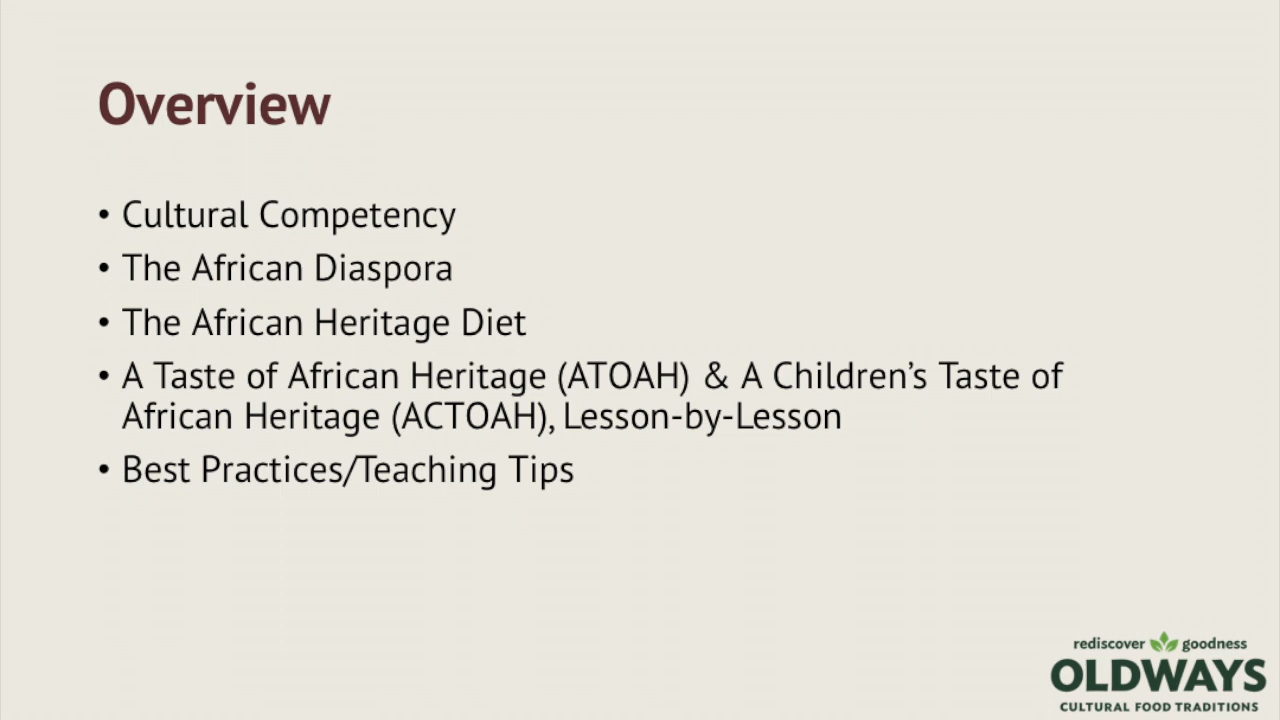 Overview
• Cultural Competency
• The African Diaspora
• The African Heritage Diet
• A Taste of African Heritage (ATOAH) & A Children’s Taste of
African Heritage (ACTOAH), Lesson-by-Lesson
• Best Practices/Teaching Tips
rediscover goodness
OLDWAYS
CULTURAL FOOD TRADITIONS